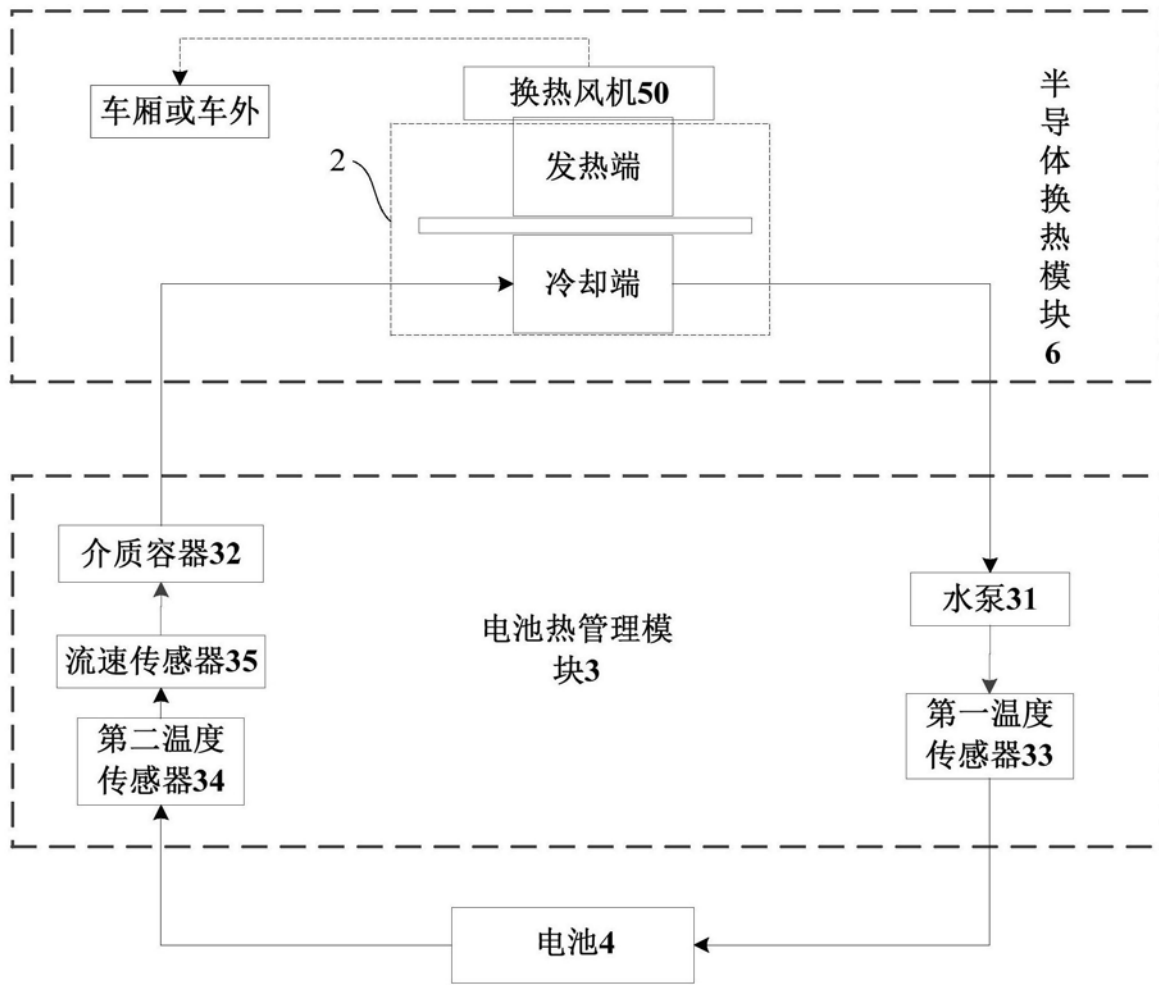 换热风机50
车厢或车外
发热端
2
冷却端
半
导
体
换
热
模
块
6
介质容器32
水泵31
电池热管理模
块3
流速传感器35
第一温度
传感器33
第二温度
传感器34
电池4